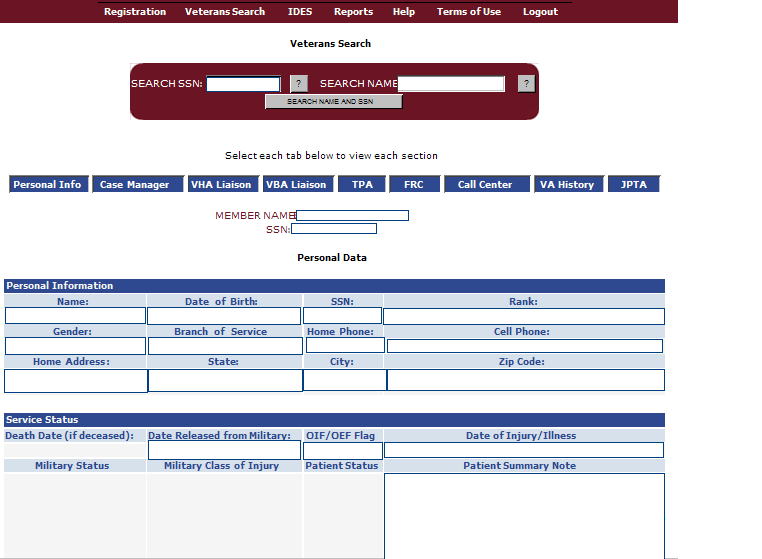 Registration Veterans Search IDES Reports Help Terms of Use Logout
Veterans Search
SEARCH SSN: ? SEARCH NAME ?
SEARCH NAME AND SSN
Select each tab below to view each section
Personal Info Case Manager VHA Liaison VBA Liaison TPA FRC Call Center VA History JPTA
MEMBER NAME
SSN:
Personal Data
Personal Information
Name: Date of Birth: SSN: Rank:
Gender: Branch of Service Home Phone: Cell Phone:
Home Address: State: City: Zip Code:
Service Status
Death Date (if deceased): Date Released from Military: OIF/OEF Flag Date of Injury/Illness
Military Status Military Class of Injury Patient Status Patient Summary Note